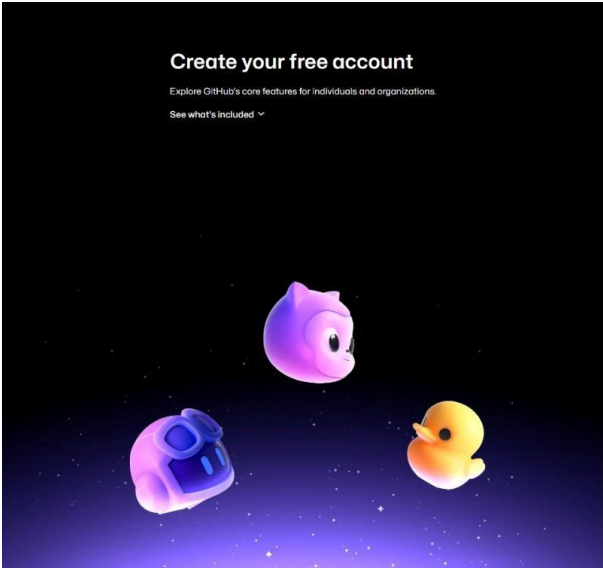 Create your free account
Explore GitHub's core features for individuals and organizations.
See what's included